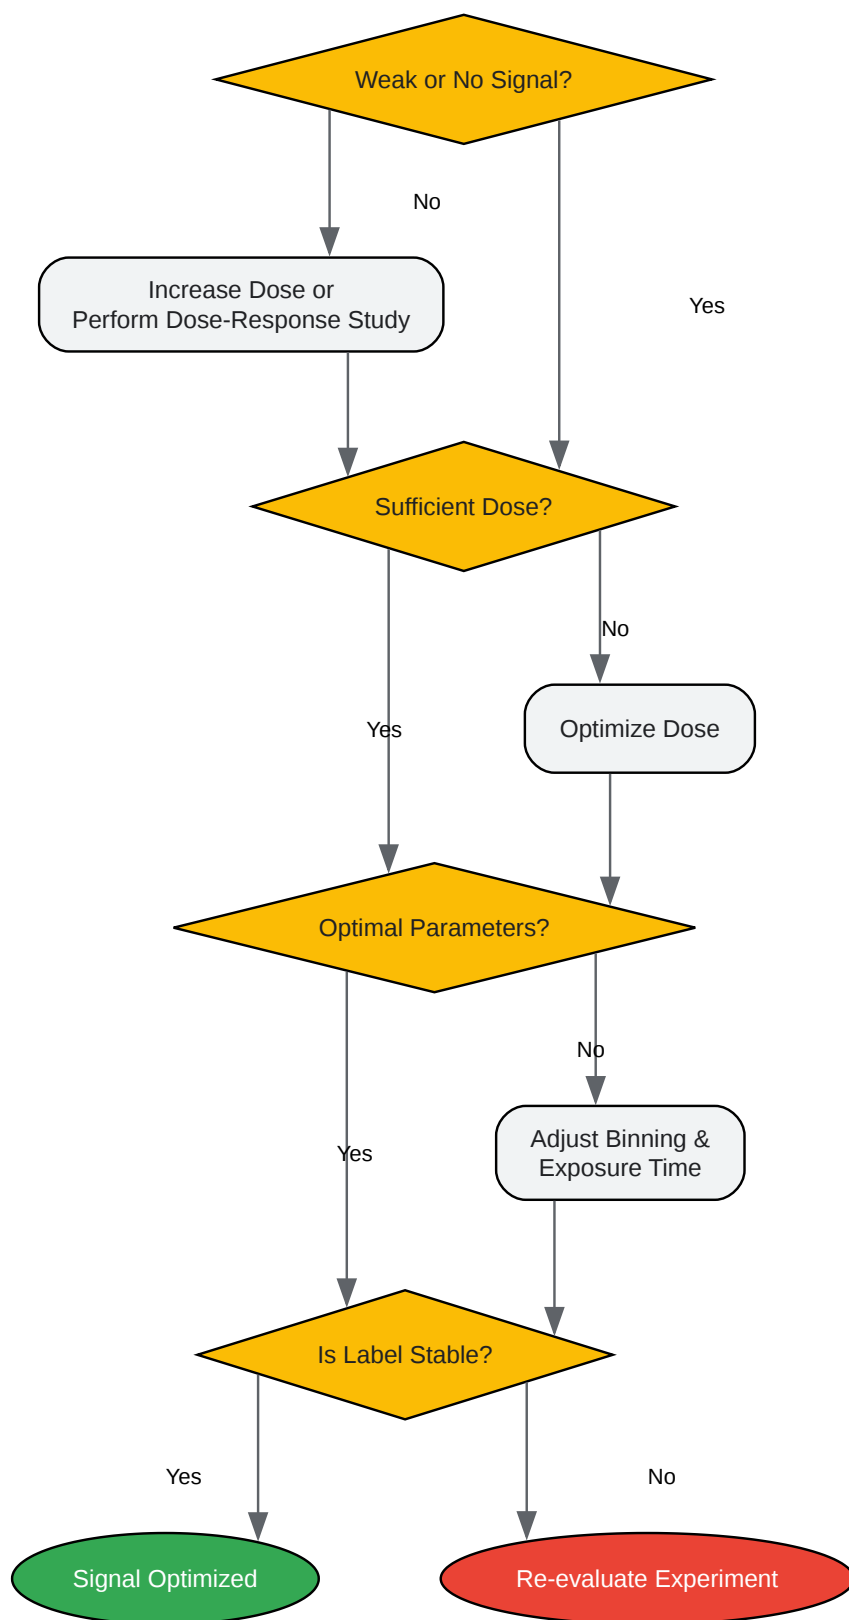 Weak or No Signal?
No
Increase Dose or
Perform Dose-Response Study
Yes
Sufficient Dose?
No
Yes
Optimize Dose
Optimal Parameters?
No
Adjust Binning &
Exposure Time
Yes
Is Label Stable?
Yes
No
Signal Optimized
Re-evaluate Experiment